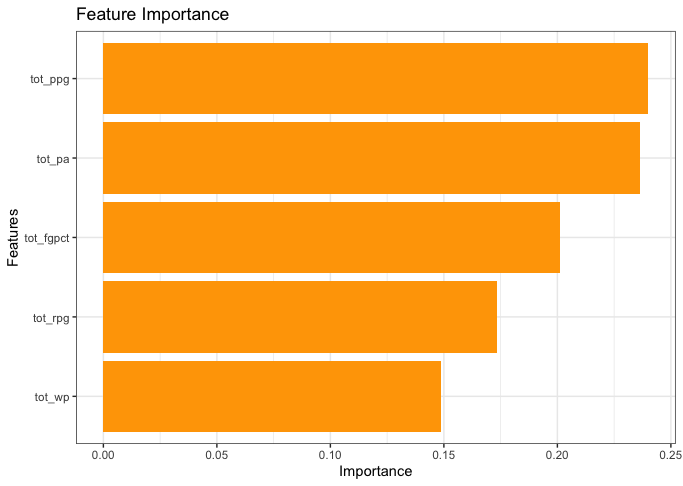 Feature Importance
Features
tot_ppg
tot_pa
tot_fgpct
tot_rpg
tot_wp
0.00 0.05 0.10 0.15 0.20 0.25
Importance